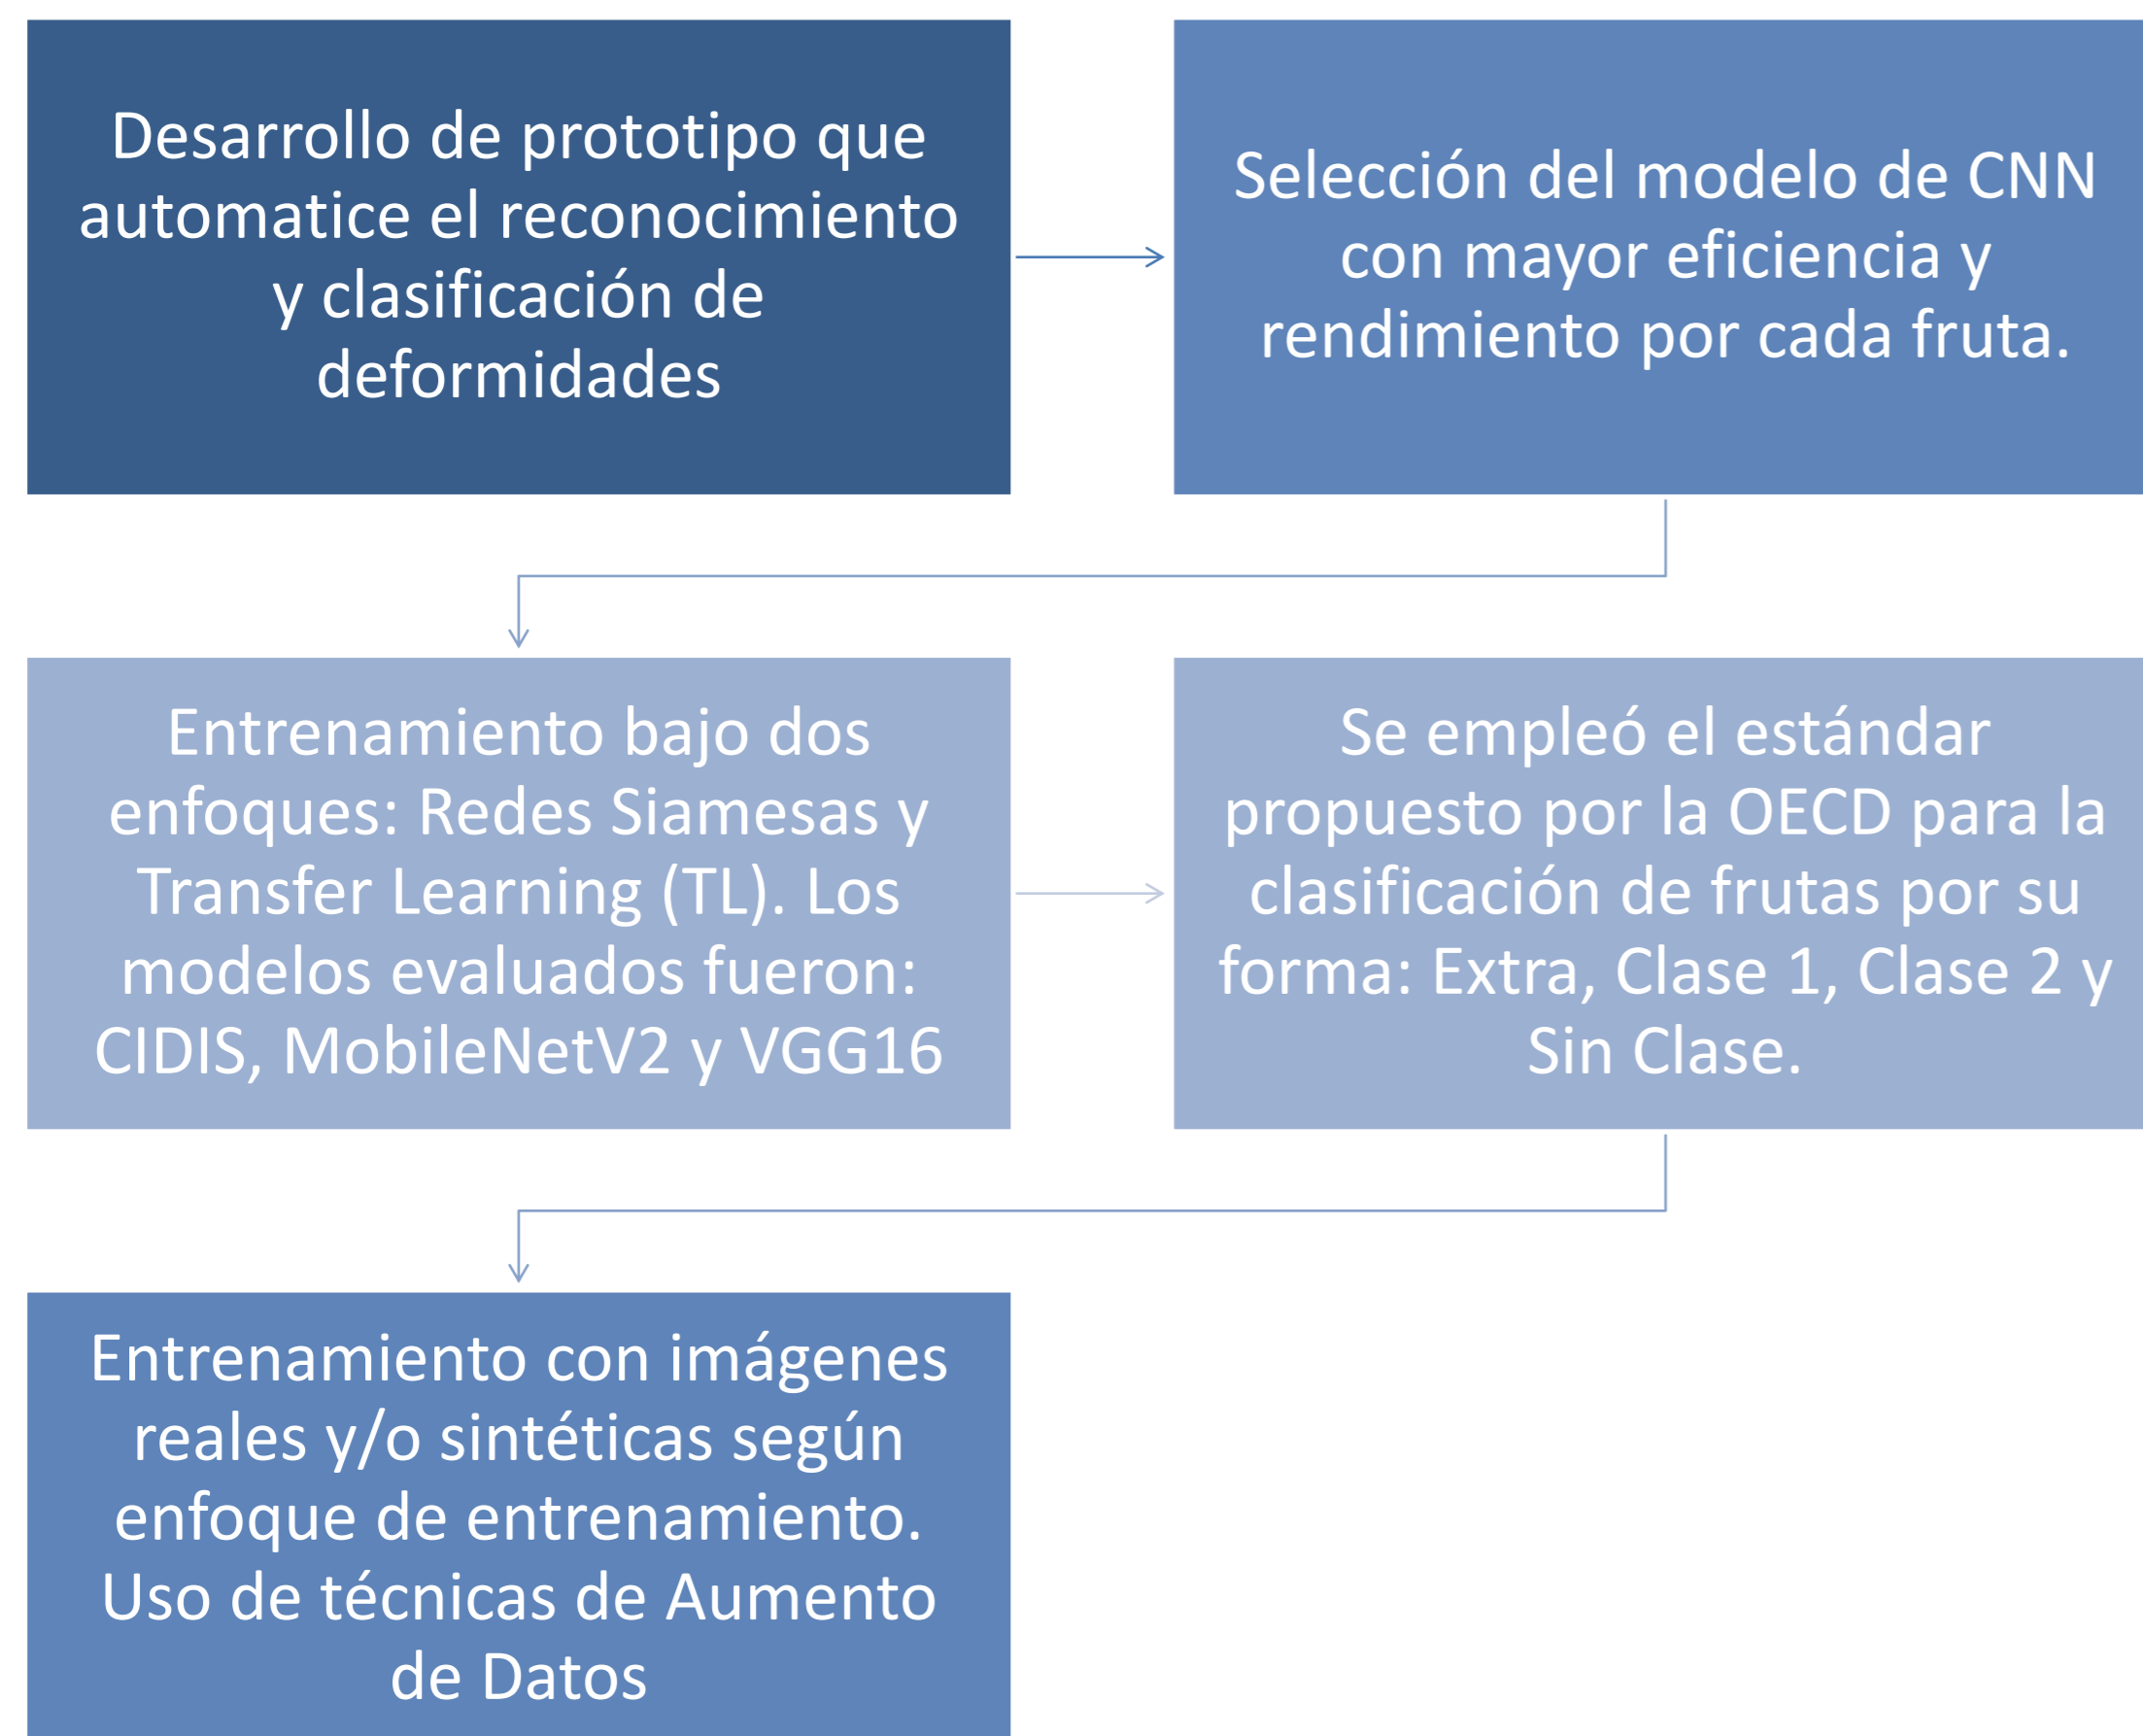 Desarrollo de prototipo que
automatice el reconocimiento
y clasificación de
deformidades
Selección del modelo de CNN
con mayor eficiencia y
rendimiento por cada fruta.
Entrenamiento bajo dos
enfoques: Redes Siamesas y
Transfer Learning (TL). Los
modelos evaluados fueron:
CIDIS, MobileNetV2 y VGG16
Se empleó el estándar
propuesto por la OECD para la
clasificación de frutas por su
forma: Extra, Clase 1, Clase 2 y
Sin Clase.
Entrenamiento con imágenes
reales y/o sintéticas según
enfoque de entrenamiento.
Uso de técnicas de Aumento
de Datos